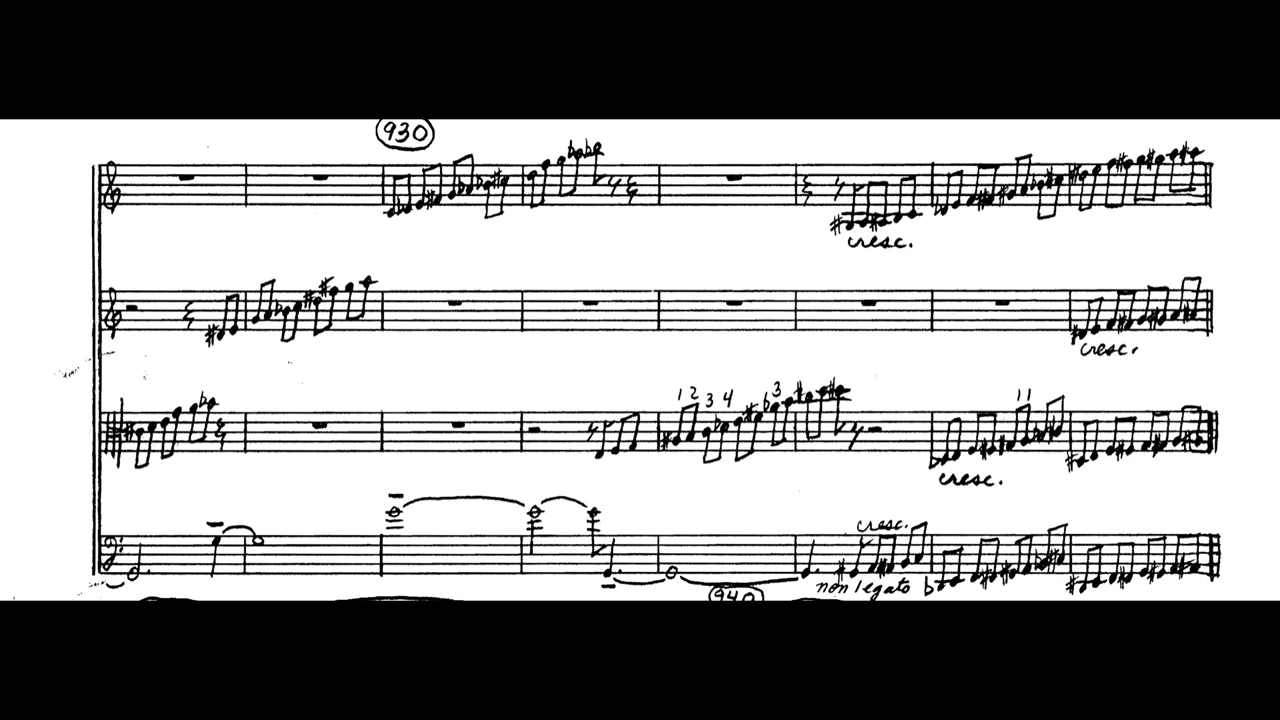 930
cresc.
cresc.
1 2 3 4 3
11
cresc.
cresc.
non legato
940